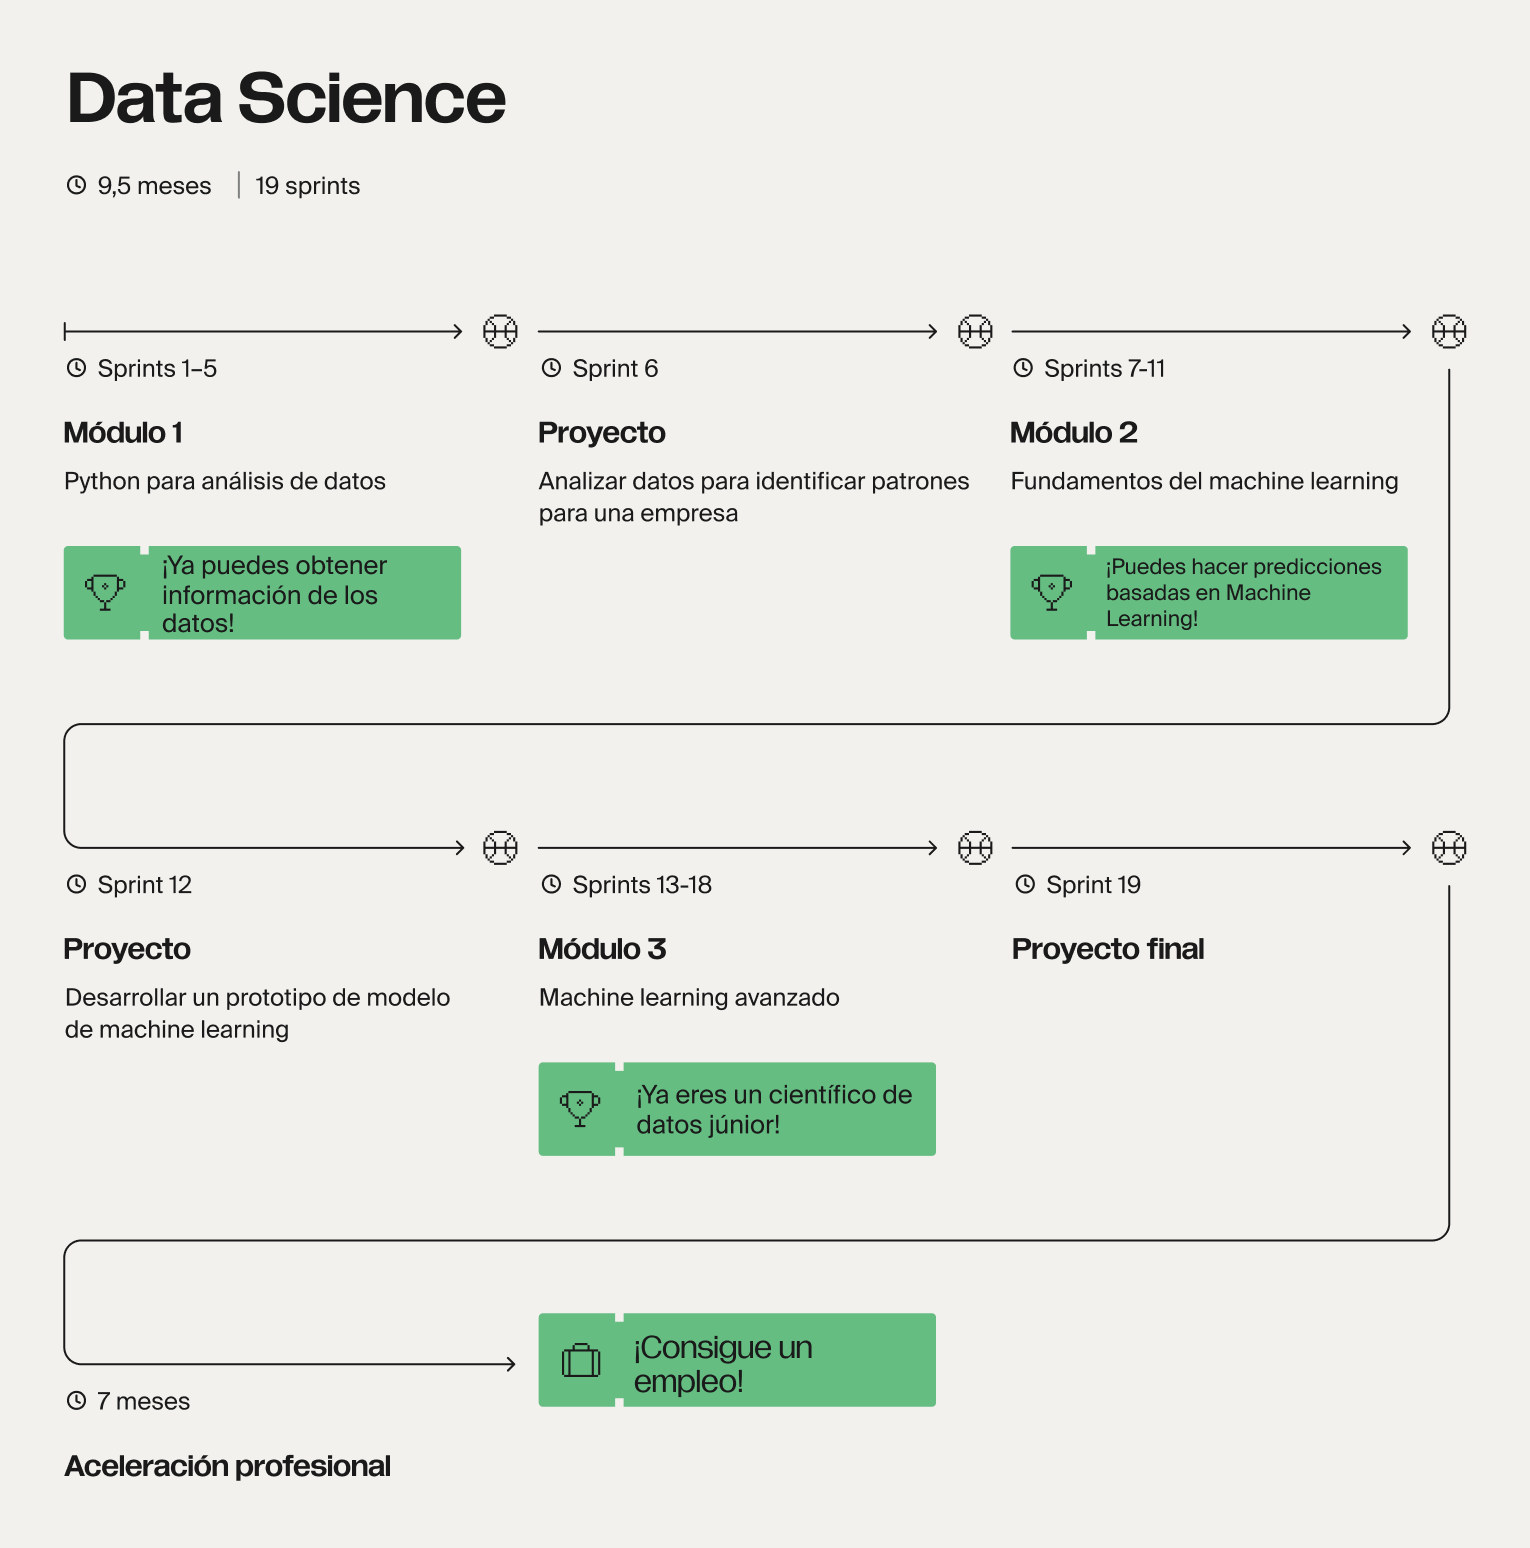 Data Science
9,5 meses | 19 sprints
Sprints 1–5
Módulo 1
Python para análisis de datos
¡Ya puedes obtener
información de los
datos!
Sprint 6
Proyecto
Analizar datos para identificar patrones
para una empresa
Sprints 7-11
Módulo 2
Fundamentos del machine learning
¡Puedes hacer predicciones
basadas en Machine
Learning!
Sprint 12
Proyecto
Desarrollar un prototipo de modelo
de machine learning
Sprints 13-18
Módulo 3
Machine learning avanzado
¡Ya eres un científico de
datos júnior!
Sprint 19
Proyecto final
7 meses
Aceleración profesional
¡Consigue un
empleo!